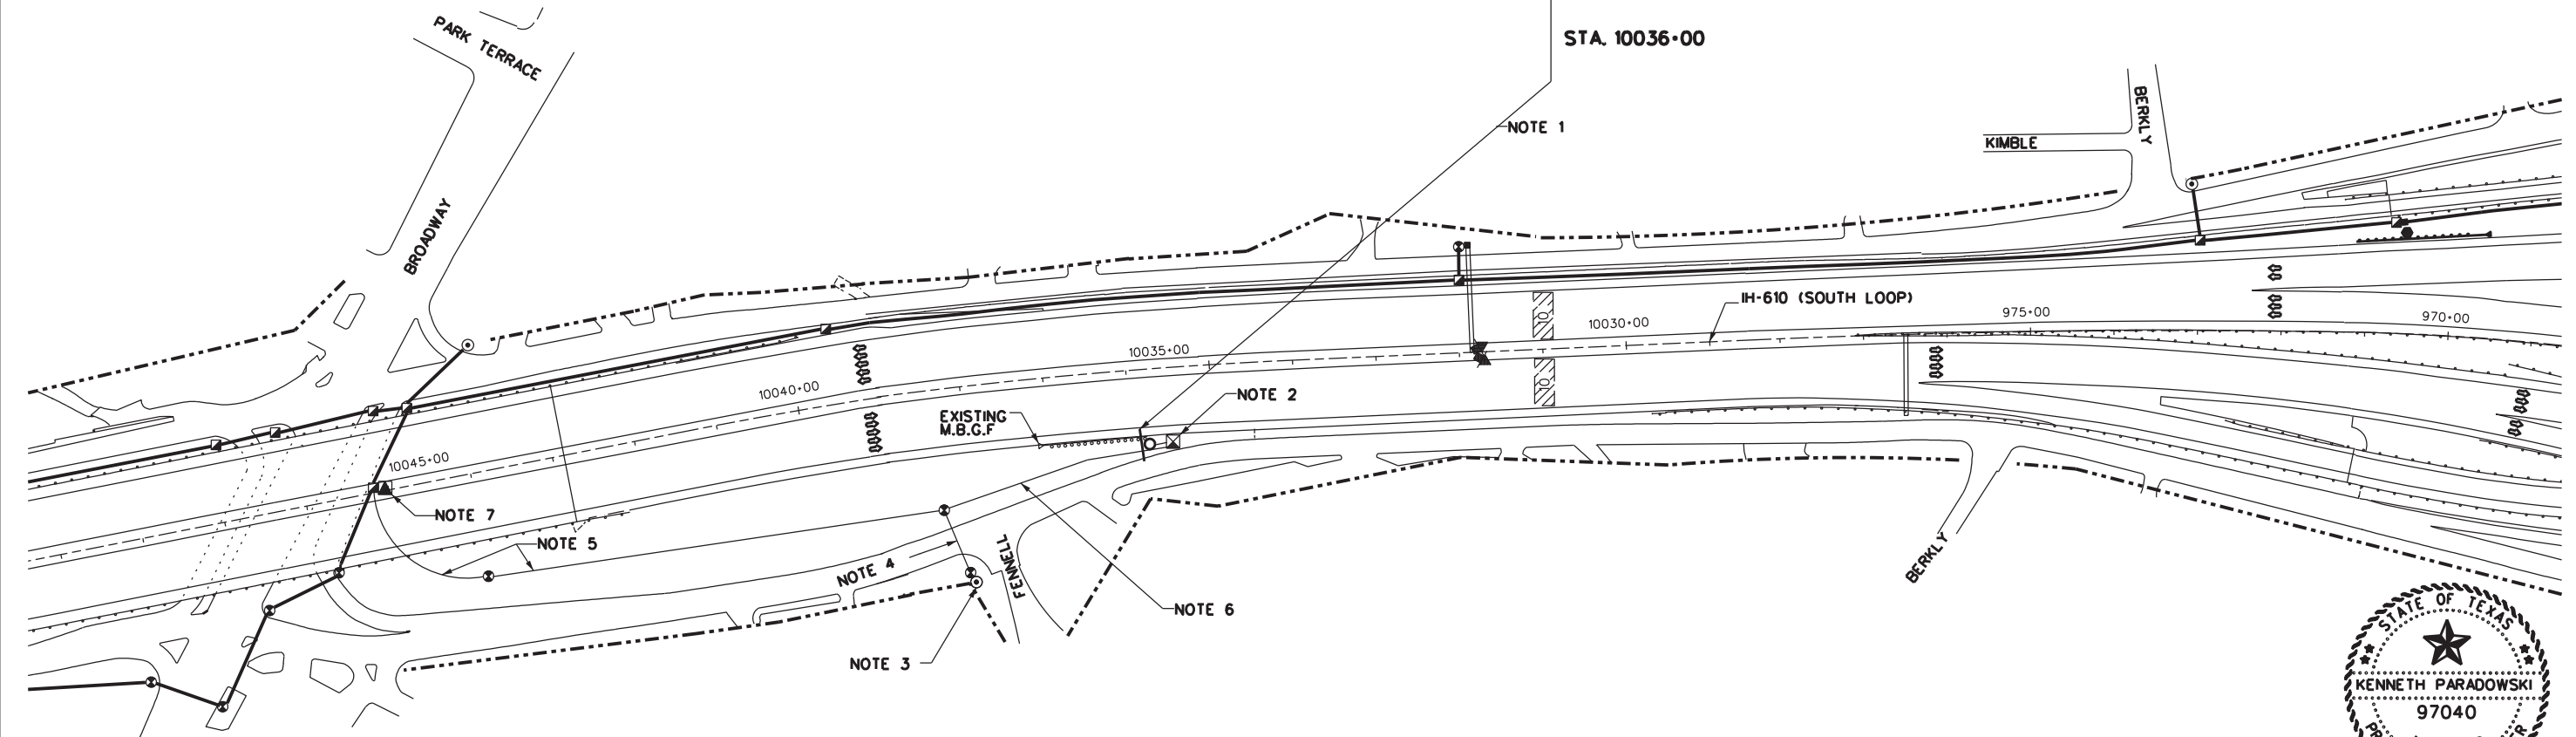 PARK TERRACE
STA. 10036+00
NOTE 1
KIMBLE
BERKLY
BROADWAY
IH-610 (SOUTH LOOP)
10030+00
975+00
970+00
10035+00
10040+00
10
10
NOTE 2
EXISTING
M.B.G.F
10045+00
NOTE 7
NOTE 5
NOTE 4
FENNELL
BERKLY
NOTE 6
NOTE 3
STATE OF TEXAS
KENNETH PARADOWSKI
97040